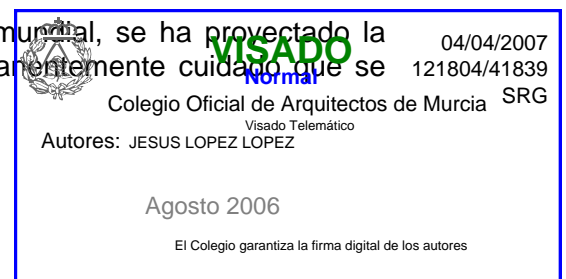 mundial, se ha proyectado la
VISADO
04/04/2007
anentemente cuidado que se
Normal
121804/41839
Colegio Oficial de Arquitectos de Murcia
SRG
Visado Telemático
Autores: JESUS LOPEZ LOPEZ
Agosto 2006
El Colegio garantiza la firma digital de los autores